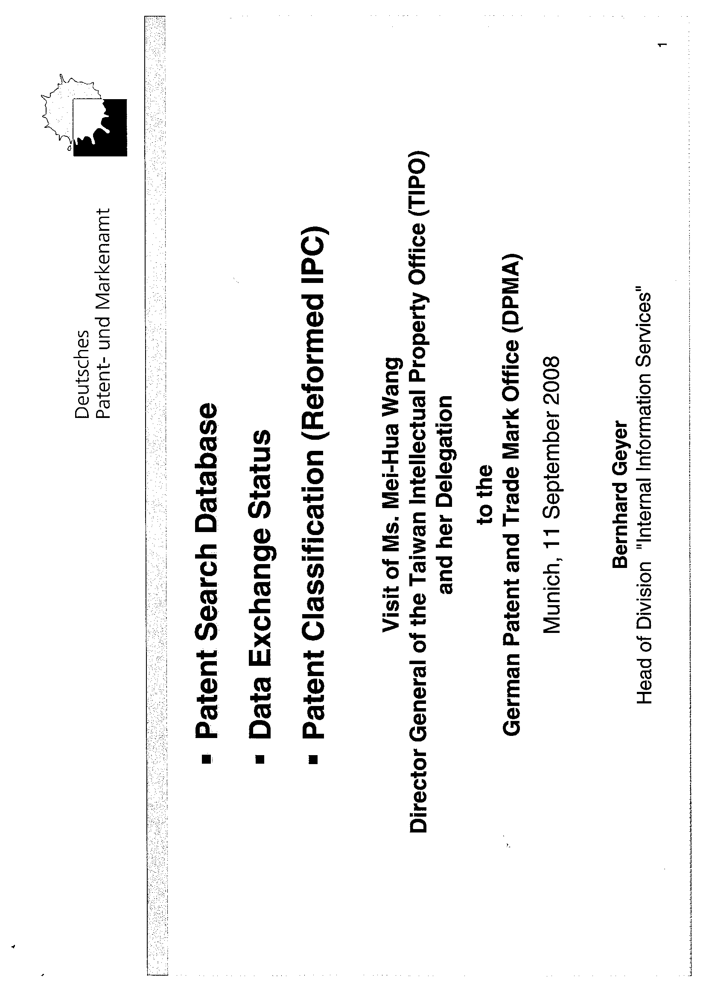 Deutsches
Patent- und Markenamt
▪ Patent Search Database
▪ Data Exchange Status
▪ Patent Classification (Reformed IPC)
Visit of Ms. Mei-Hua Wang
Director General of the Taiwan Intellectual Property Office (TIPO)
and her Delegation
to the
German Patent and Trade Mark Office (DPMA)
Munich, 11 September 2008
Bernhard Geyer
Head of Division "Internal Information Services"
1